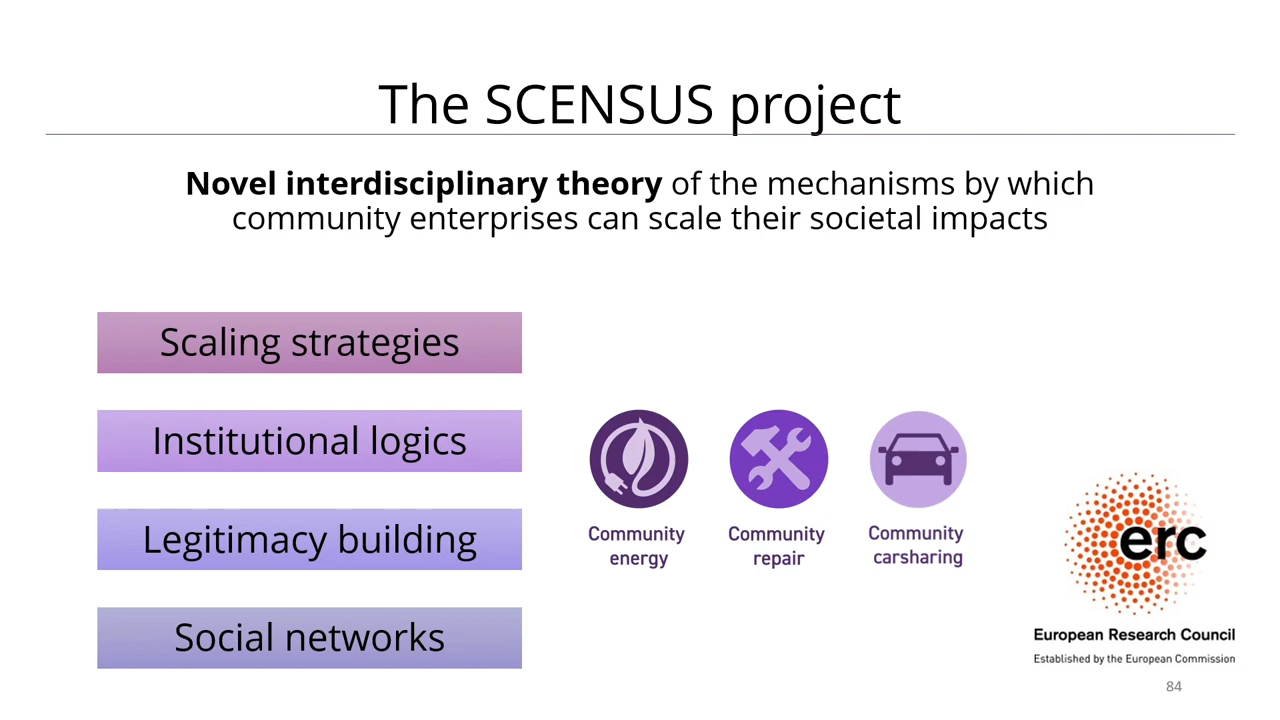 The SCENSUS project
Novel interdisciplinary theory of the mechanisms by which
community enterprises can scale their societal impacts
Scaling strategies
Institutional logics
Legitimacy building
Social networks
Community
energy
Community
repair
Community
carsharing
erc
European Research Council
Established by the European Commission
84